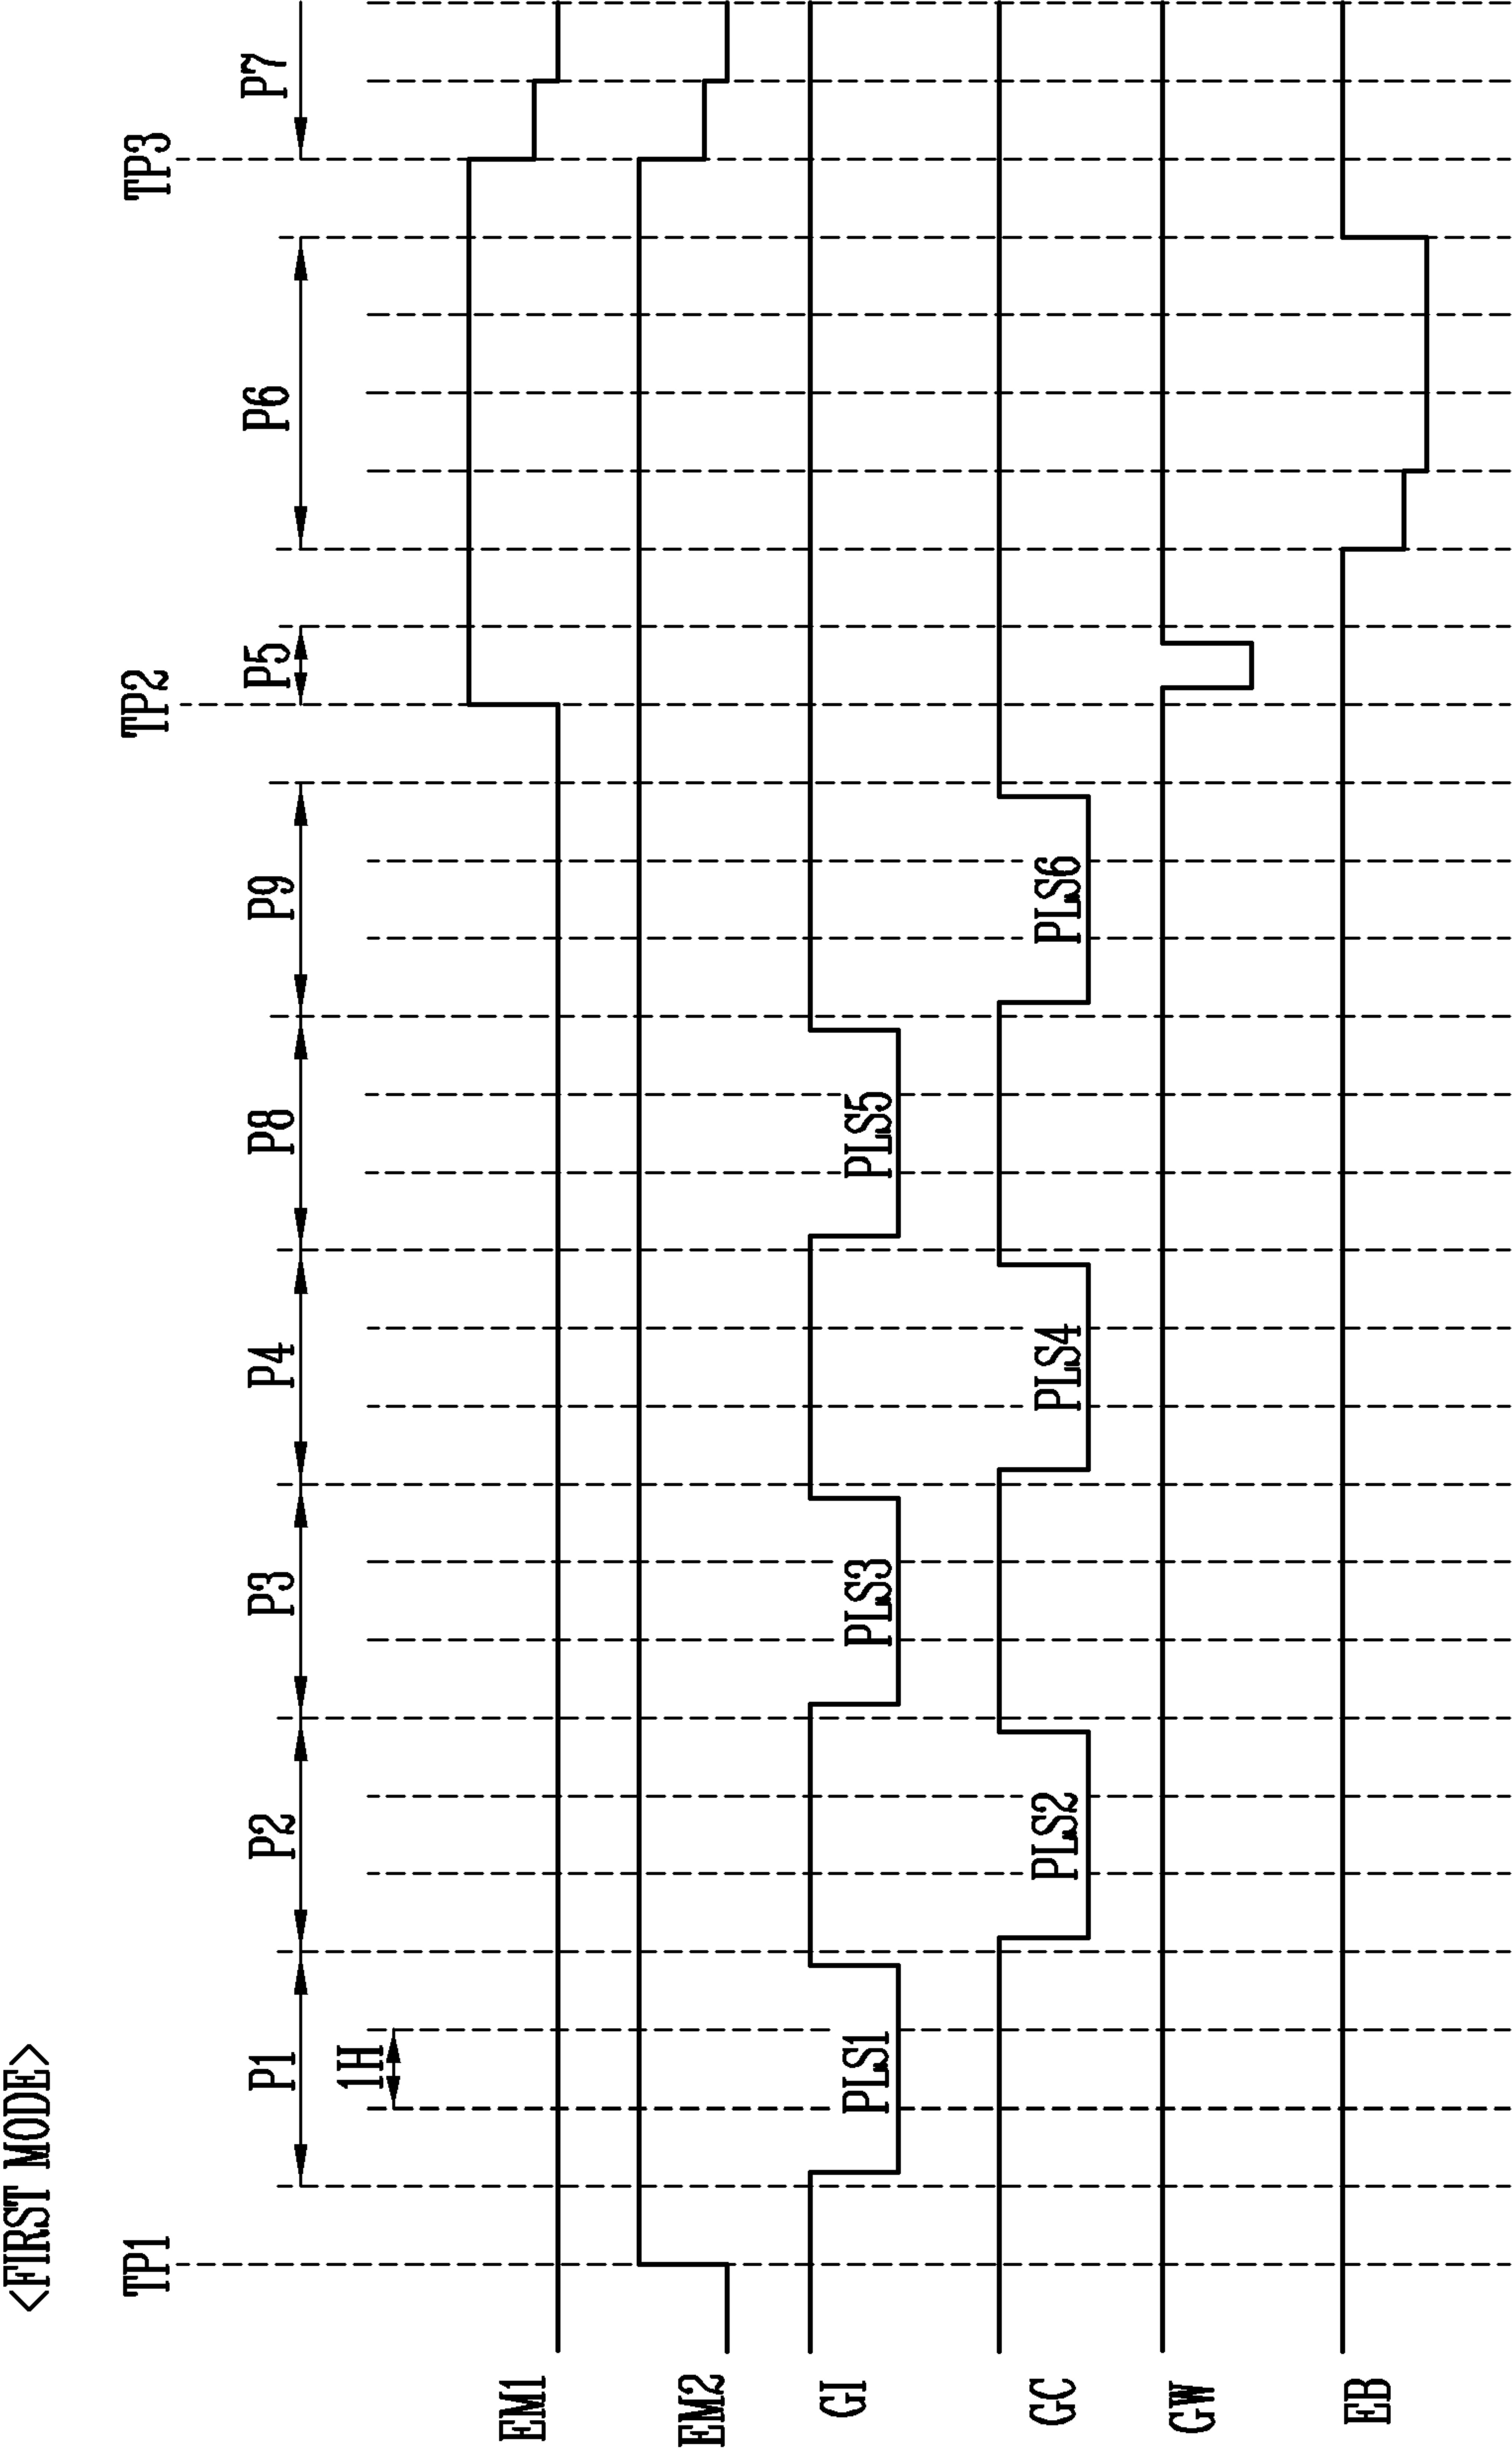 <FIRST MODE>
TP1 TP2 TP3
P1 P2 P3 P4 P8 P9 P5 P6 P7
1H
EM1
EM2
GI PLS1 PLS3 PLS5
GC PLS2 PLS4 PLS6
GW
EB